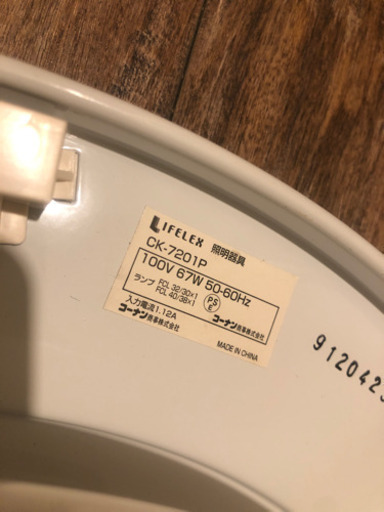 LIFELEX 照明器具
CK-7201P
100V 67W 50-60Hz
ランプ FCL 32/30×1
FCL 40/38×1
PS
E
入力電流1.12A
コーナン商事株式会社
コーナン商事株式会社
MADE IN CHINA
912042